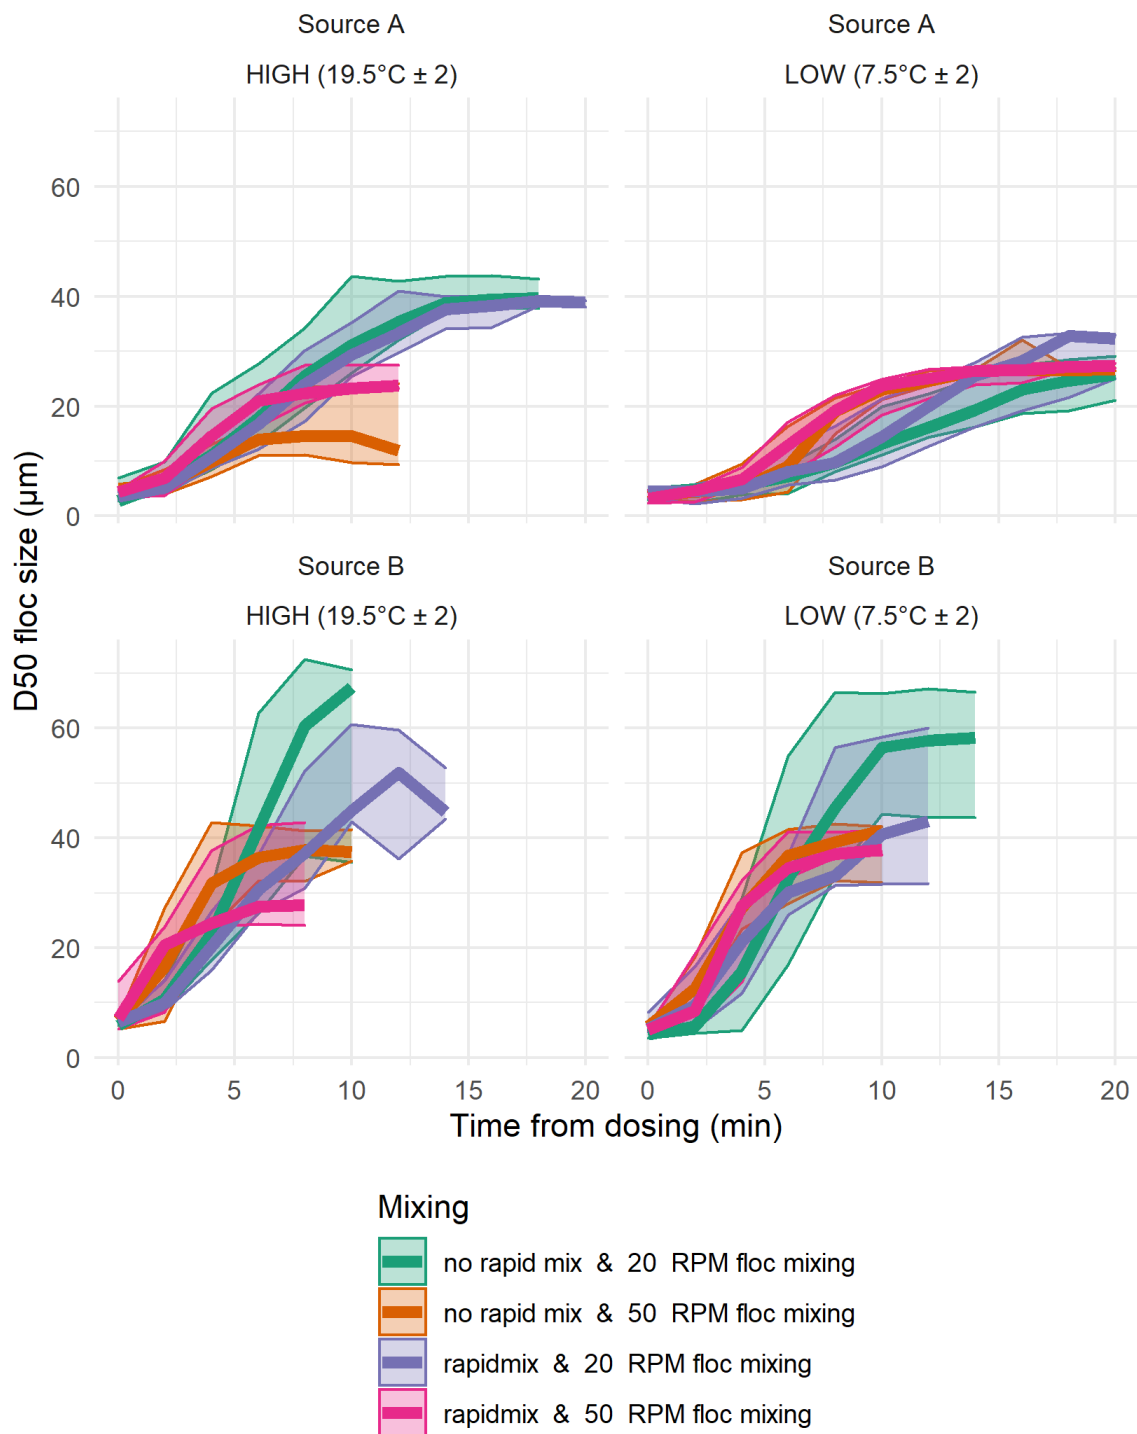 Source A
Source A
HIGH (19.5°C ± 2)
LOW (7.5°C ± 2)
60
40
20
0
Source B
Source B
HIGH (19.5°C ± 2)
LOW (7.5°C ± 2)
60
40
20
0
0 5 10 15 20
0 5 10 15 20
D50 floc size (µm)
Time from dosing (min)
Mixing
no rapid mix & 20 RPM floc mixing
no rapid mix & 50 RPM floc mixing
rapidmix & 20 RPM floc mixing
rapidmix & 50 RPM floc mixing